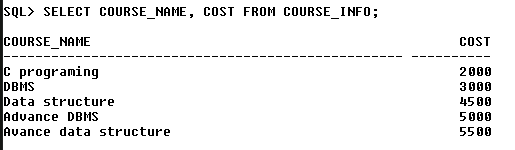 SQL> SELECT COURSE_NAME, COST FROM COURSE_INFO;
COURSE_NAME COST
-------------------------------------------------- ----------
C programing 2000
DBMS 3000
Data structure 4500
Advance DBMS 5000
Avance data structure 5500